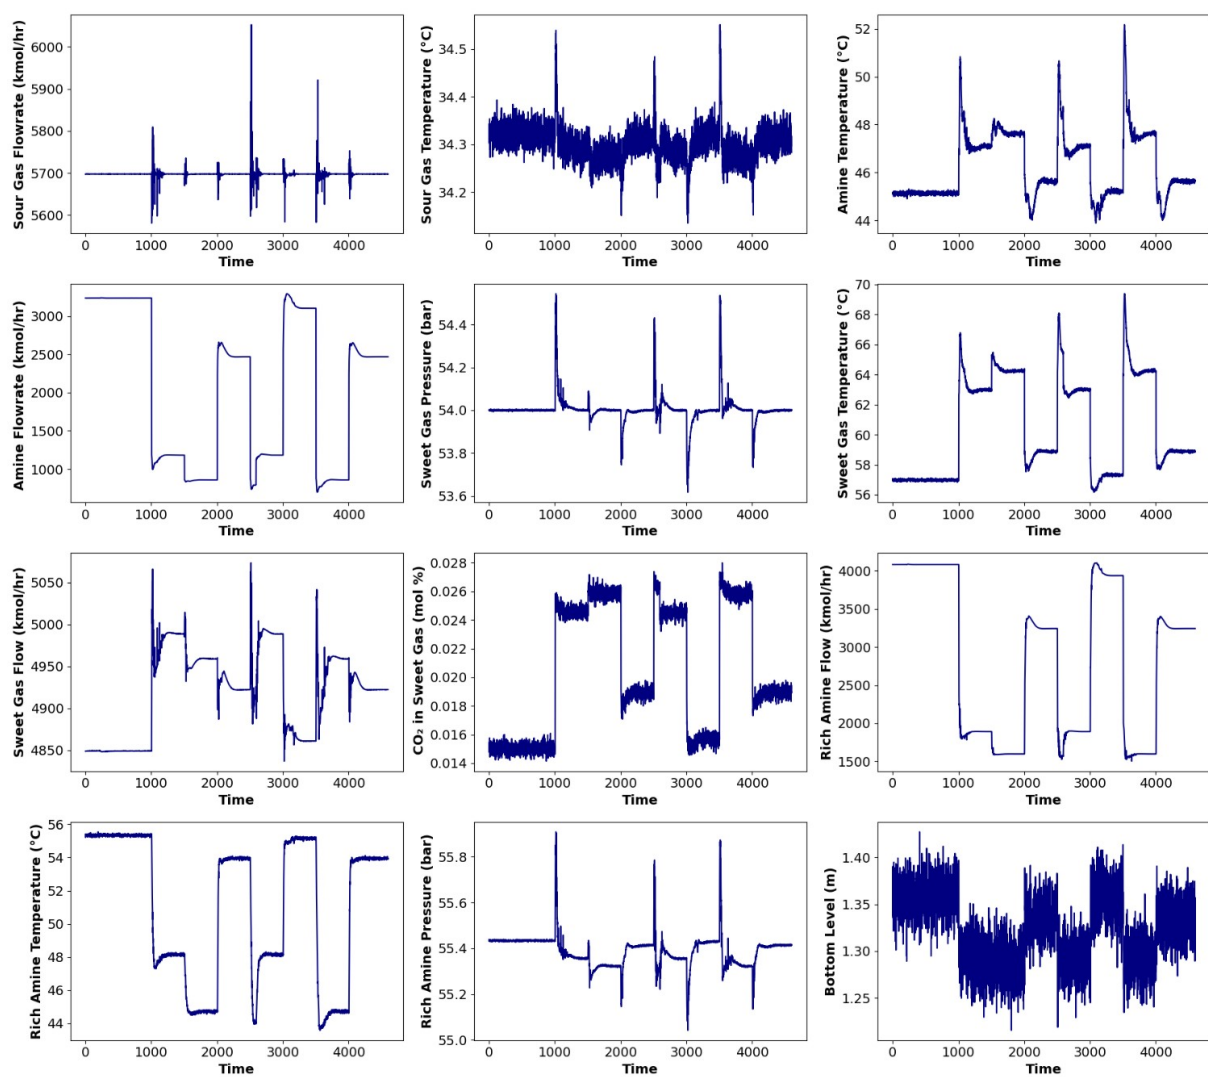 Sour Gas Flowrate (kmol/hr)
6000
5900
5800
5700
5600
0 1000 2000 3000 4000
Time
Sour Gas Temperature (°C)
34.5
34.4
34.3
34.2
0 1000 2000 3000 4000
Time
Amine Temperature (°C)
52
50
48
46
44
0 1000 2000 3000 4000
Time
Amine Flowrate (kmol/hr)
3000
2500
2000
1500
1000
0 1000 2000 3000 4000
Time
Sweet Gas Pressure (bar)
54.4
54.2
54.0
53.8
53.6
0 1000 2000 3000 4000
Time
Sweet Gas Temperature (°C)
70
68
66
64
62
60
58
56
0 1000 2000 3000 4000
Time
Sweet Gas Flow (kmol/hr)
5050
5000
4950
4900
4850
0 1000 2000 3000 4000
Time
CO₂ in Sweet Gas (mol %)
0.028
0.026
0.024
0.022
0.020
0.018
0.016
0.014
0 1000 2000 3000 4000
Time
Rich Amine Flow (kmol/hr)
4000
3500
3000
2500
2000
1500
0 1000 2000 3000 4000
Time
Rich Amine Temperature (°C)
56
54
52
50
48
46
44
0 1000 2000 3000 4000
Time
Rich Amine Pressure (bar)
55.8
55.6
55.4
55.2
55.0
0 1000 2000 3000 4000
Time
Bottom Level (m)
1.40
1.35
1.30
1.25
0 1000 2000 3000 4000
Time